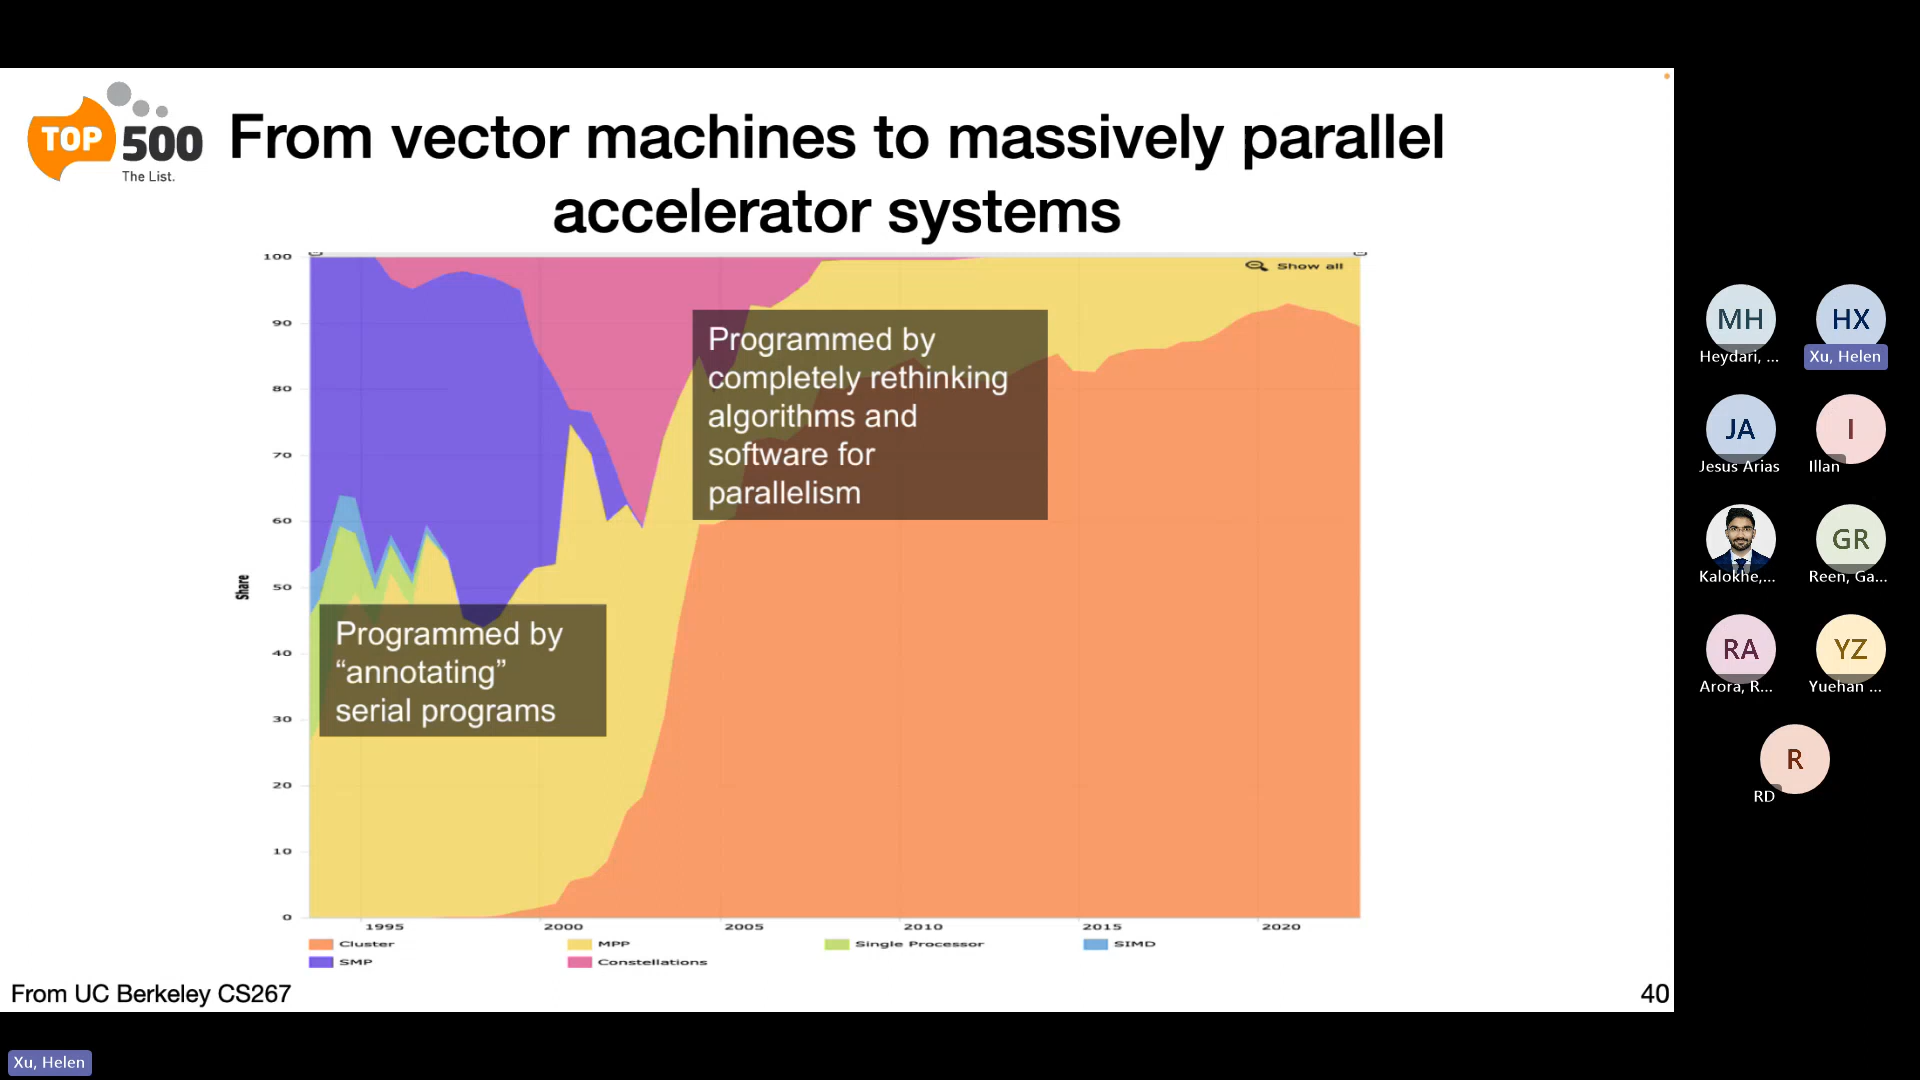 TOP
500
The List.
From vector machines to massively parallel
accelerator systems
Show all
100
90
80
70
60
50
40
30
20
10
0
Share
1995
2000
2005
2010
2015
2020
Programmed by
completely rethinking
algorithms and
software for
parallelism
Programmed by
“annotating”
serial programs
Cluster
MPP
Single Processor
SIMD
SMP
Constellations
From UC Berkeley CS267
40
MH
Heydari, ...
HX
Xu, Helen
JA
Jesus Arias
I
Illan
Kalokhe,...
GR
Reen, Ga...
RA
Arora, R...
YZ
Yuehan ...
R
RD
Xu, Helen